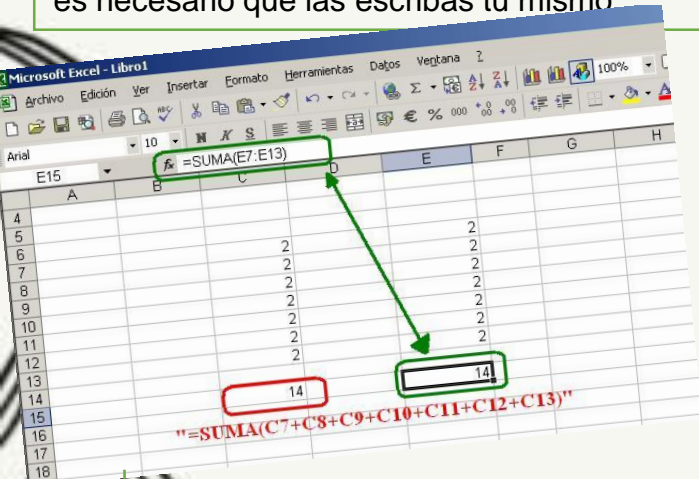 es necesario que las escribas tú mismo
Microsoft Excel - Libro1
Archivo Edición Ver Insertar Formato Herramientas Datos Ventana ?
Σ 100%
Arial 10 N K S € % 000
E15 fx =SUMA(E7:E13)
A B C D E F G H
4
5
6
7 2 2
8 2 2
9 2 2
10 2 2
11 2 2
12 2 2
13 2 2
14
15 14 14
16 "=SUMA(C7+C8+C9+C10+C11+C12+C13)"
17
18